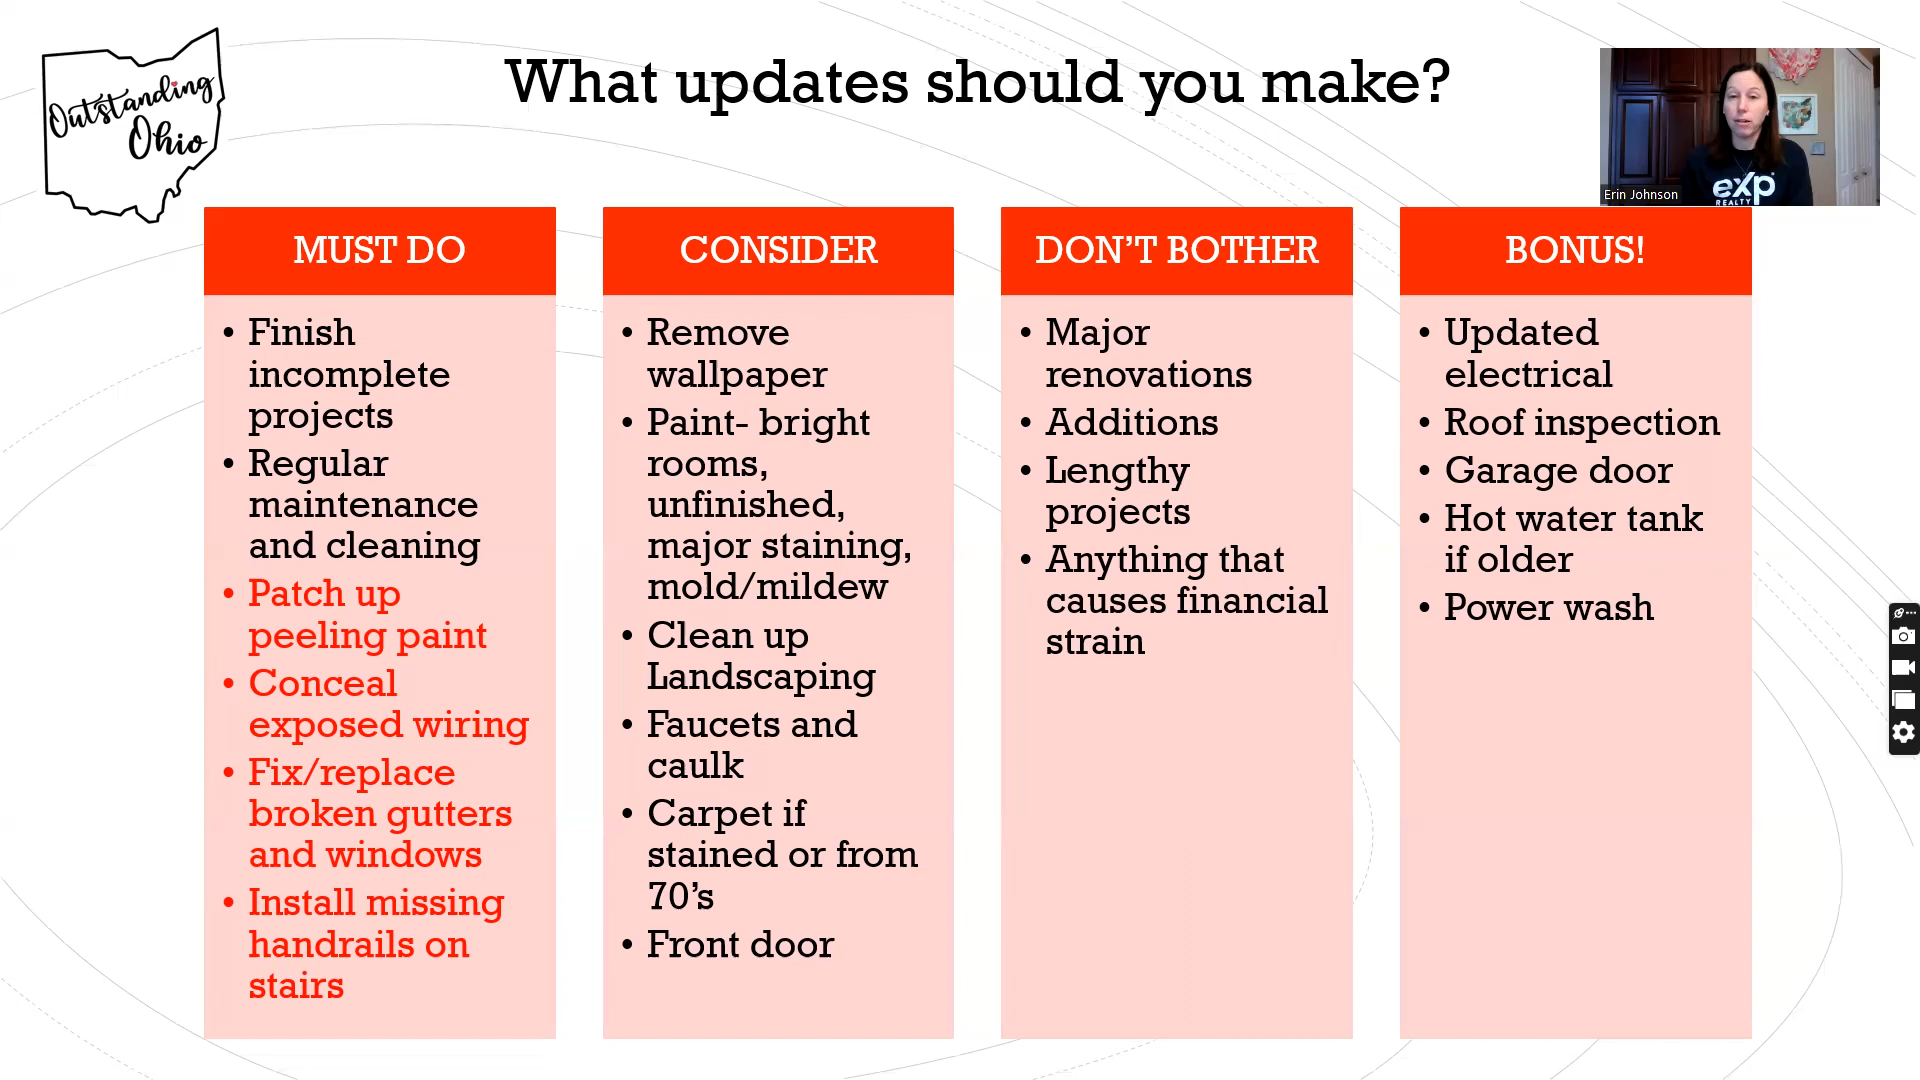 Outstanding
Ohio
What updates should you make?
exp
REALTY
Erin Johnson
MUST DO
• Finish
incomplete
projects
• Regular
maintenance
and cleaning
• Patch up
peeling paint
• Conceal
exposed wiring
• Fix/replace
broken gutters
and windows
• Install missing
handrails on
stairs
CONSIDER
• Remove
wallpaper
• Paint- bright
rooms,
unfinished,
major staining,
mold/mildew
• Clean up
Landscaping
• Faucets and
caulk
• Carpet if
stained or from
70’s
• Front door
DON’T BOTHER
• Major
renovations
• Additions
• Lengthy
projects
• Anything that
causes financial
strain
BONUS!
• Updated
electrical
• Roof inspection
• Garage door
• Hot water tank
if older
• Power wash